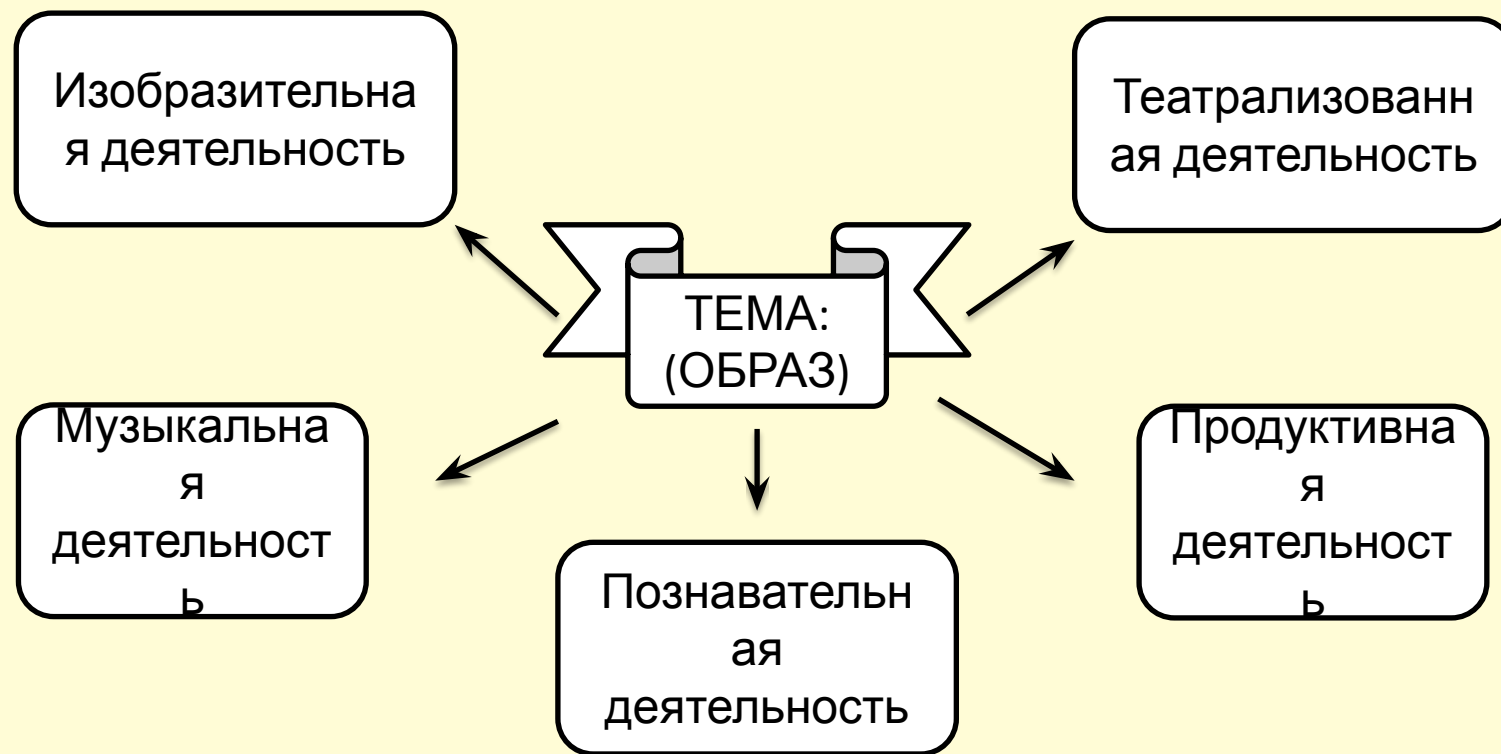 Изобразительна
я деятельность
Театрализованн
ая деятельность
ТЕМА:
(ОБРАЗ)
Музыкальна
я
деятельност
ь
Продуктивна
я
деятельност
ь
Познавательн
ая
деятельность